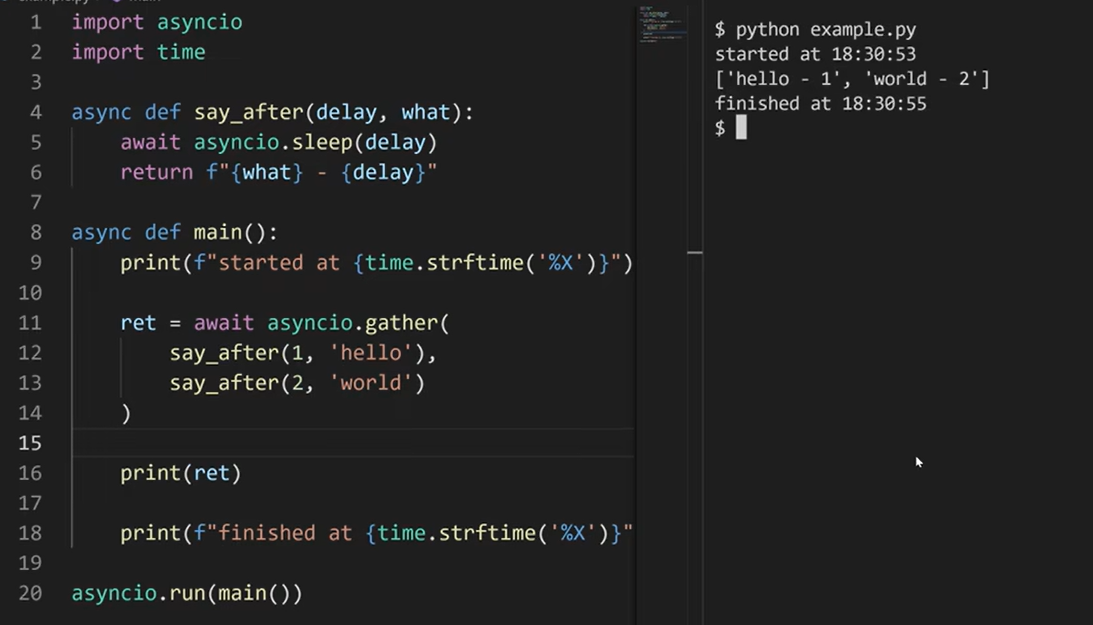 1 import asyncio
2 import time
3
4 async def say_after(delay, what):
5     await asyncio.sleep(delay)
6     return f"{what} - {delay}"
7
8 async def main():
9     print(f"started at {time.strftime('%X')}")
10
11     ret = await asyncio.gather(
12         say_after(1, 'hello'),
13         say_after(2, 'world')
14     )
15
16     print(ret)
17
18     print(f"finished at {time.strftime('%X')}"
19
20 asyncio.run(main())
$ python example.py
started at 18:30:53
['hello - 1', 'world - 2']
finished at 18:30:55
$